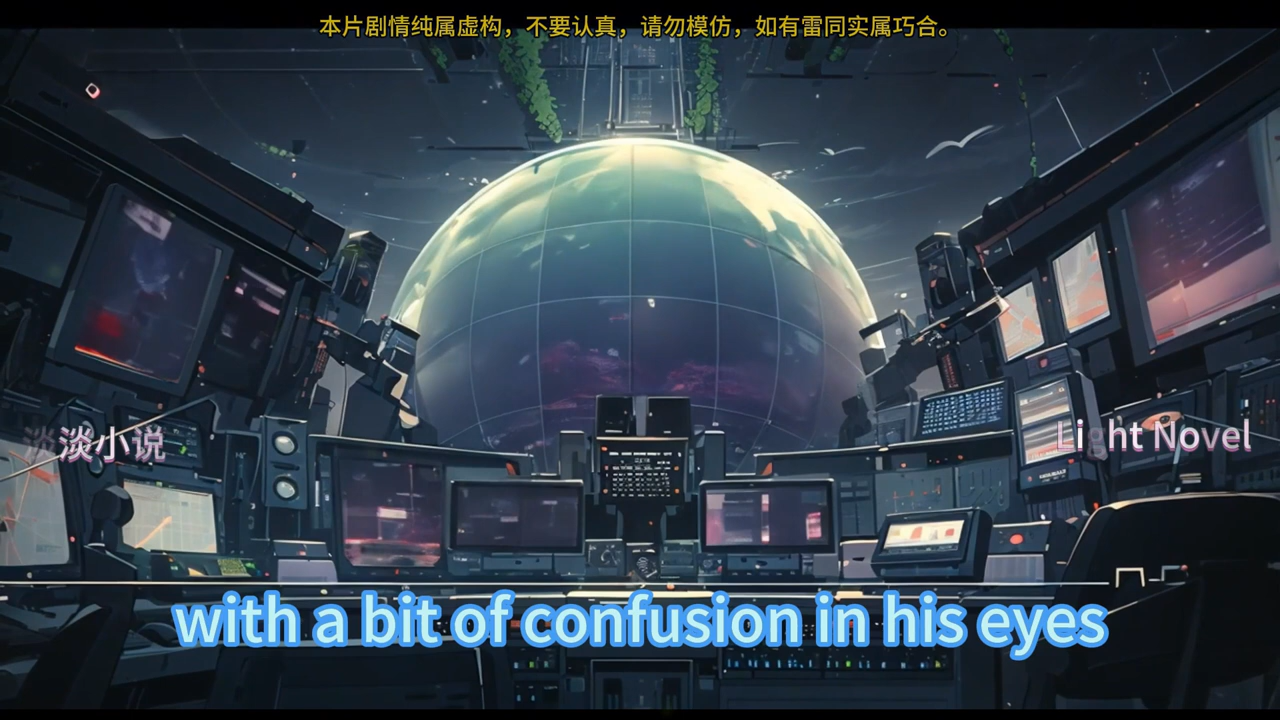 本片剧情纯属虚构，不要认真，请勿模仿，如有雷同实属巧合。
淡淡小说
Light Novel
with a bit of confusion in his eyes